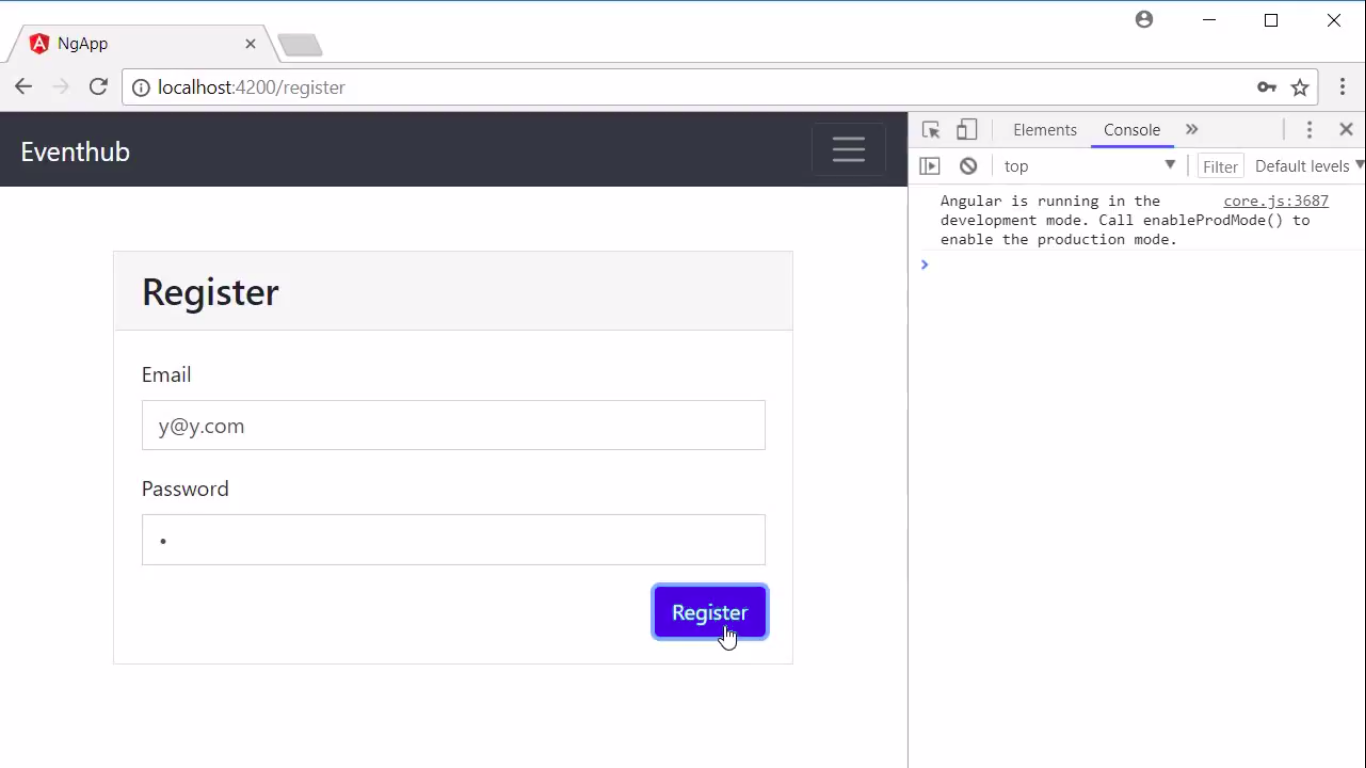 NgApp
localhost:4200/register
Eventhub
Elements Console »
top Filter Default levels
Angular is running in the core.js:3687
development mode. Call enableProdMode() to
enable the production mode.
Register
Email
y@y.com
Password
•
Register